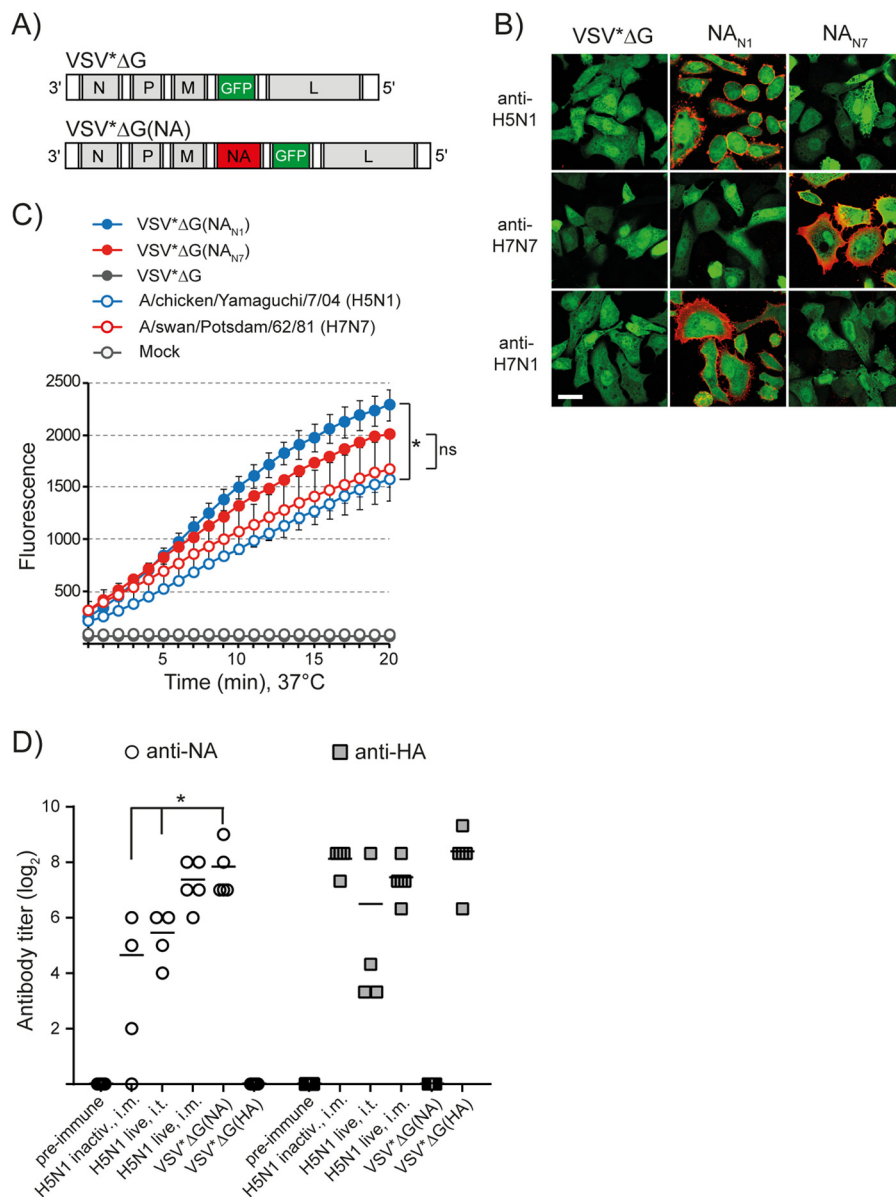 A)
VSV*ΔG
3' N P M GFP L 5'
VSV*ΔG(NA)
3' N P M NA GFP L 5'
B)
VSV*ΔG NA_N1 NA_N7
anti-
H5N1
anti-
H7N7
anti-
H7N1
C)
VSV*ΔG(NA_N1)
VSV*ΔG(NA_N7)
VSV*ΔG
A/chicken/Yamaguchi/7/04 (H5N1)
A/swan/Potsdam/62/81 (H7N7)
Mock
Fluorescence
2500
2000
1500
1000
500
* ns
5 10 15 20
Time (min), 37°C
D)
anti-NA anti-HA
*
Antibody titer (log₂)
10
8
6
4
2
pre-immune
H5N1 inactiv., i.m.
H5N1 live, i.t.
H5N1 live, i.m.
VSV*ΔG(NA)
VSV*ΔG(HA)
pre-immune
H5N1 inactiv., i.m.
H5N1 live, i.t.
H5N1 live, i.m.
VSV*ΔG(NA)
VSV*ΔG(HA)